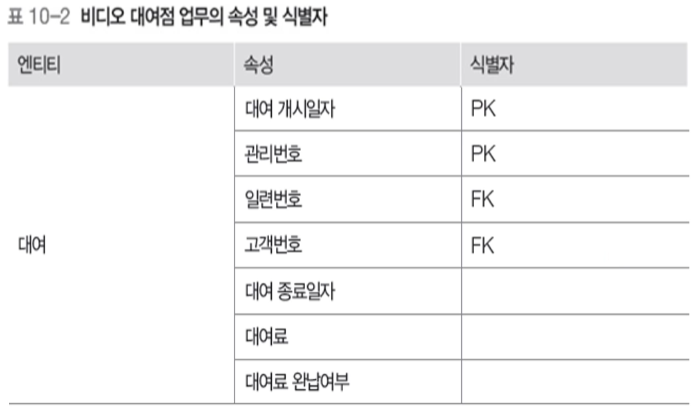 표 10-2 비디오 대여점 업무의 속성 및 식별자
엔티티 속성 식별자
대여 개시일자 PK
관리번호 PK
일련번호 FK
대여 고객번호 FK
대여 종료일자
대여료
대여료 완납여부